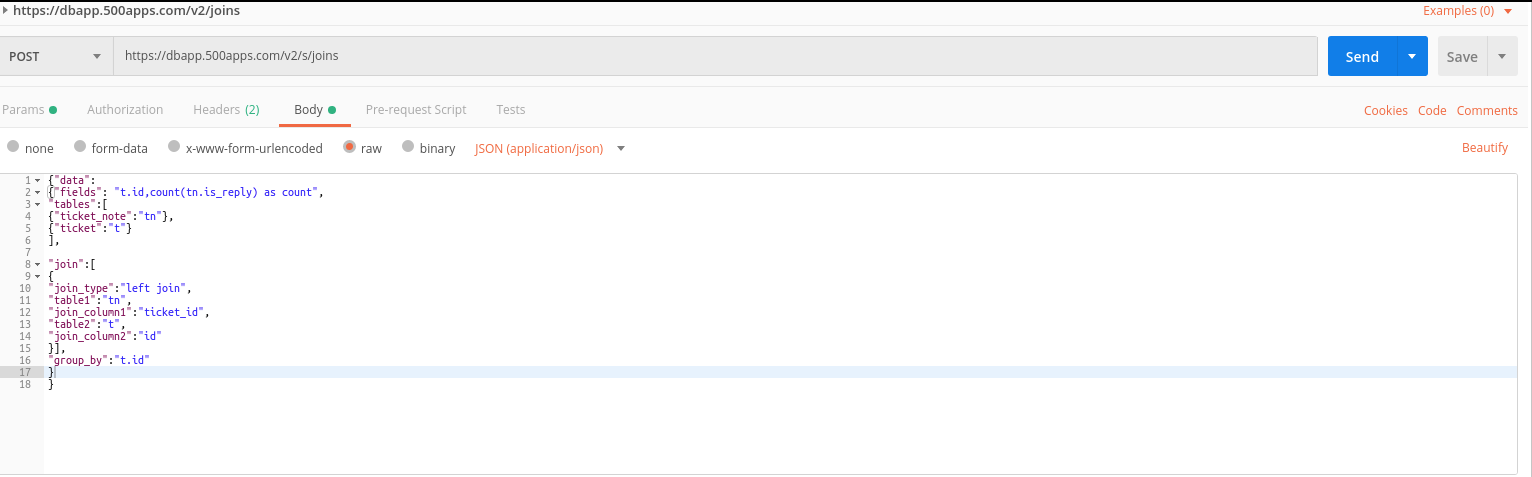 https://dbapp.500apps.com/v2/joins
Examples (0)
POST
https://dbapp.500apps.com/v2/s/joins
Send
Save
Params
Authorization
Headers (2)
Body
Pre-request Script
Tests
Cookies
Code
Comments
none
form-data
x-www-form-urlencoded
raw
binary
JSON (application/json)
Beautify
1 {"data":
2 {"fields": "t.id,count(tn.is_reply) as count",
3 "tables":[
4 {"ticket_note":"tn"},
5 {"ticket":"t"}
6 ],
7
8 "join":[
9 {
10 "join_type":"left join",
11 "table1":"tn",
12 "join_column1":"ticket_id",
13 "table2":"t",
14 "join_column2":"id"
15 }],
16 "group_by":"t.id"
17 }
18 }